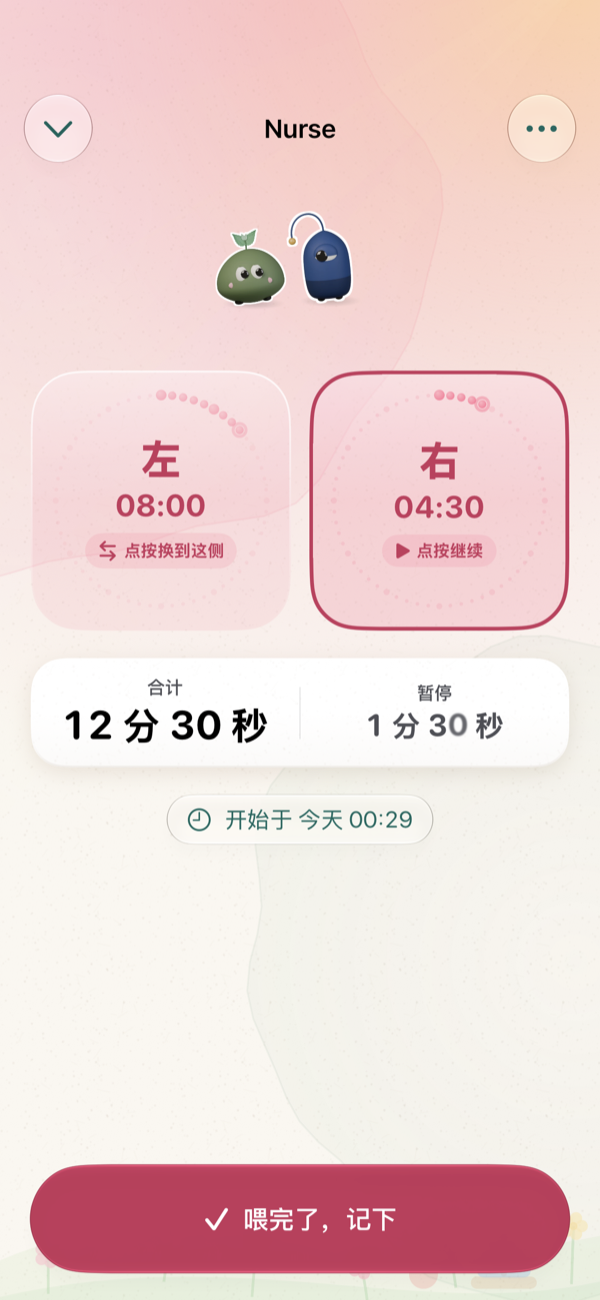 Nurse
左
08:00
点按换到这侧
右
04:30
点按继续
合计
12 分 30 秒
暂停
1 分 30 秒
开始于 今天 00:29
喂完了，记下